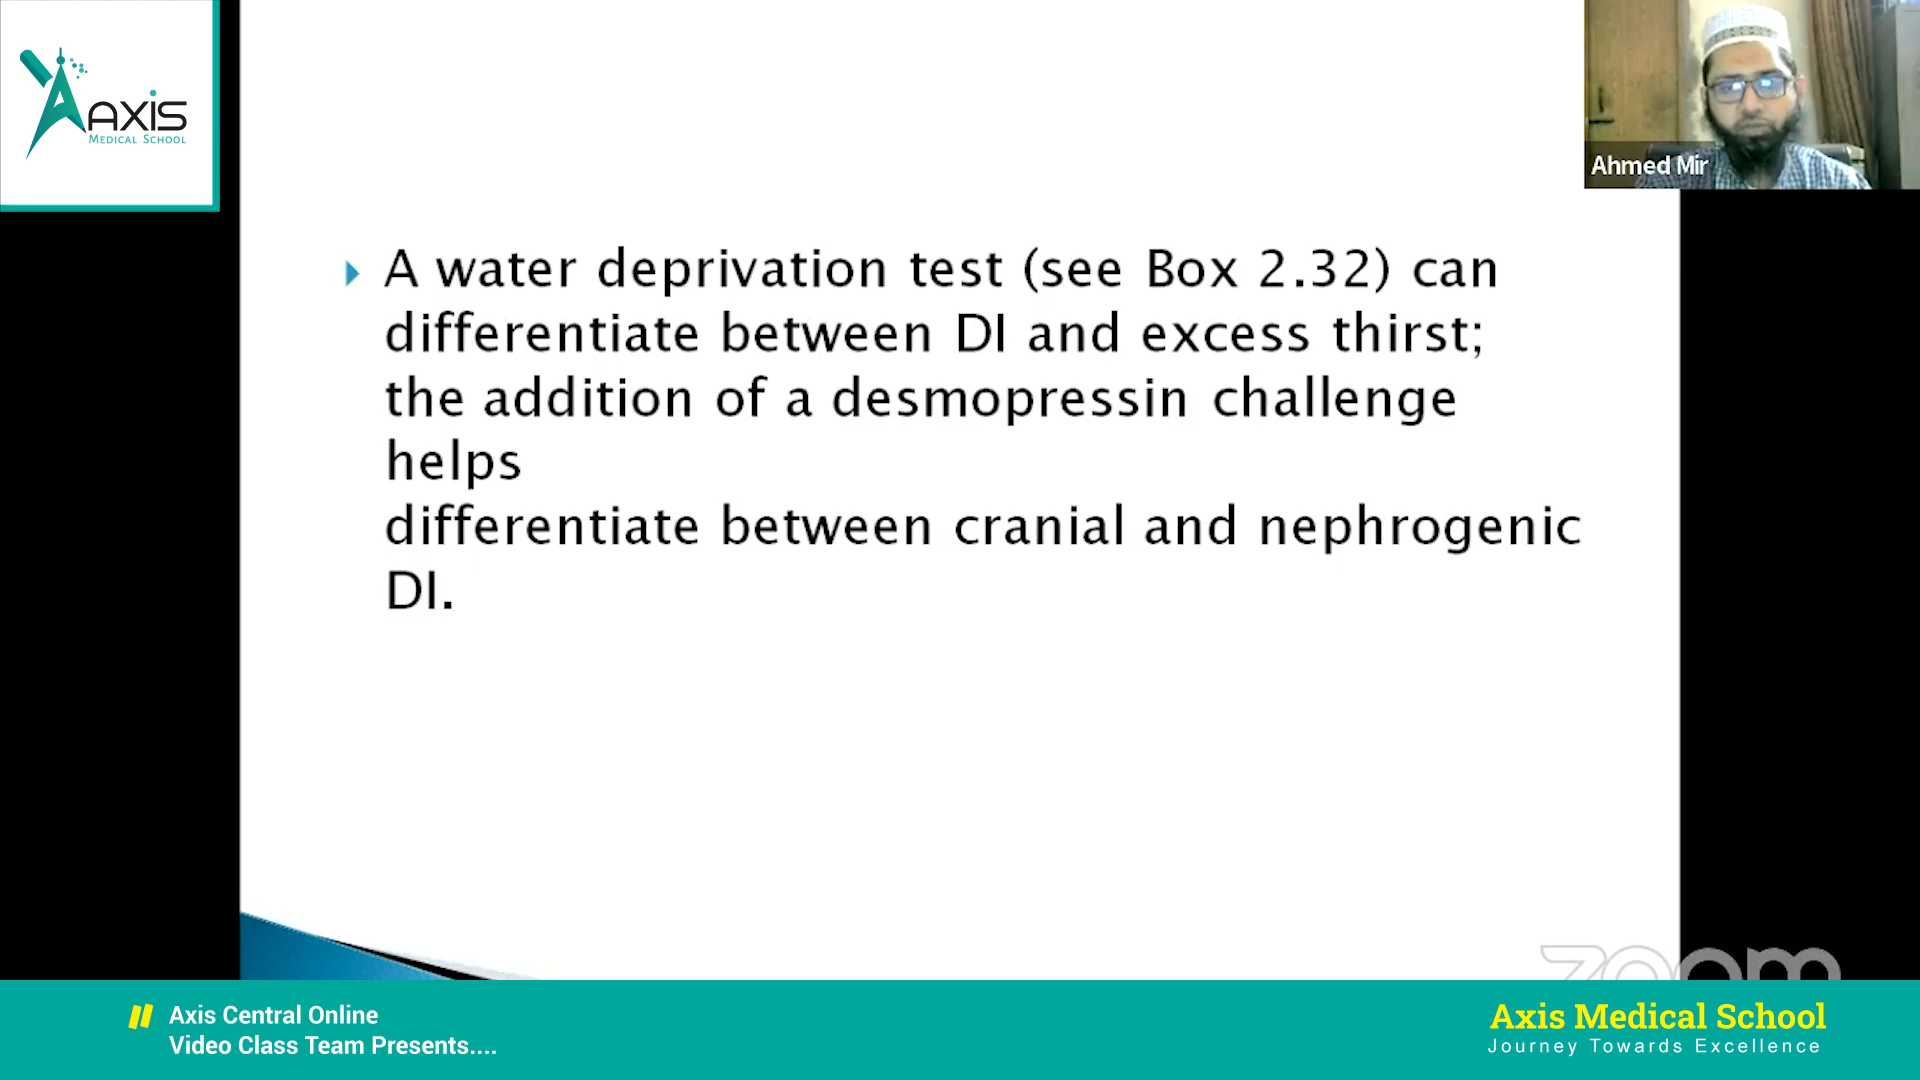 AXIS
MEDICAL SCHOOL
Ahmed Mir
A water deprivation test (see Box 2.32) can
differentiate between DI and excess thirst;
the addition of a desmopressin challenge
helps
differentiate between cranial and nephrogenic
DI.
zoom
Axis Central Online
Video Class Team Presents....
Axis Medical School
Journey Towards Excellence